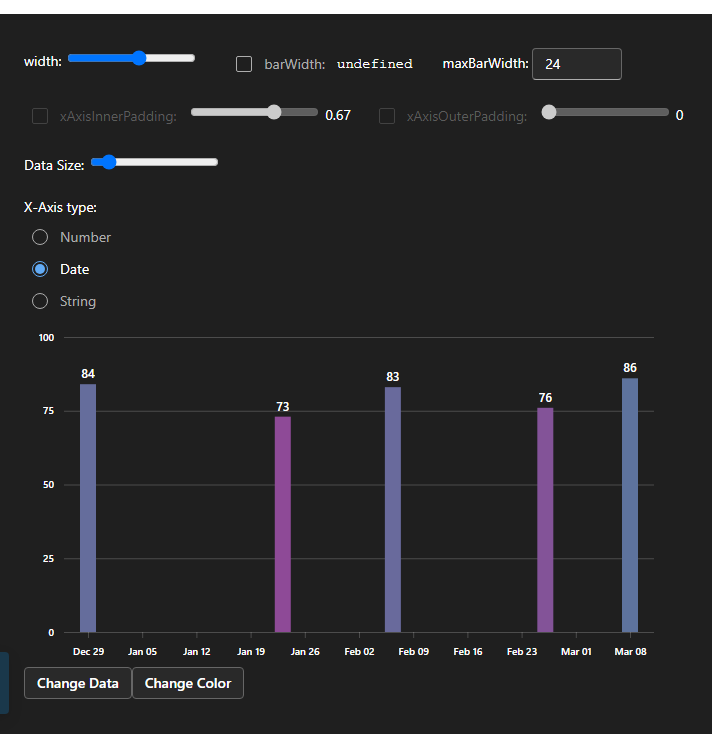 width: barWidth: undefined maxBarWidth: 24
xAxisInnerPadding: 0.67 xAxisOuterPadding: 0
Data Size:
X-Axis type:
Number
Date
String
100
84 73 83 76 86
75
50
25
0
Dec 29 Jan 05 Jan 12 Jan 19 Jan 26 Feb 02 Feb 09 Feb 16 Feb 23 Mar 01 Mar 08
Change Data Change Color